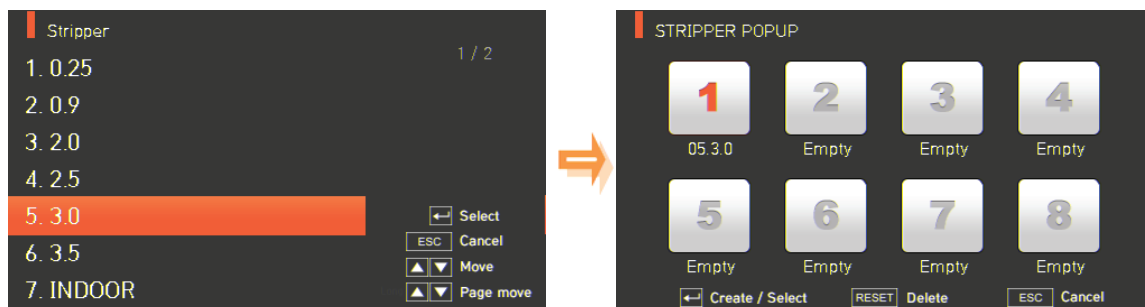 Stripper
1 / 2
1. 0.25
2. 0.9
3. 2.0
4. 2.5
5. 3.0
6. 3.5
7. INDOOR
Select
ESC Cancel
Move
Page move
STRIPPER POPUP
1 2 3 4
05.3.0 Empty Empty Empty
5 6 7 8
Empty Empty Empty Empty
Create / Select RESET Delete ESC Cancel